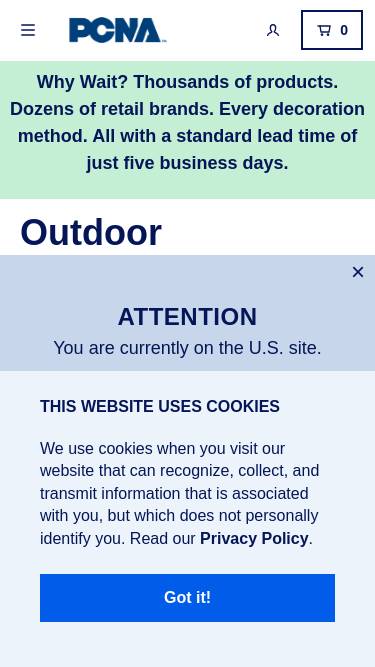 PCNA
0
Why Wait? Thousands of products.
Dozens of retail brands. Every decoration
method. All with a standard lead time of
just five business days.
Outdoor
ATTENTION
You are currently on the U.S. site.
THIS WEBSITE USES COOKIES
We use cookies when you visit our
website that can recognize, collect, and
transmit information that is associated
with you, but which does not personally
identify you. Read our Privacy Policy.
Got it!